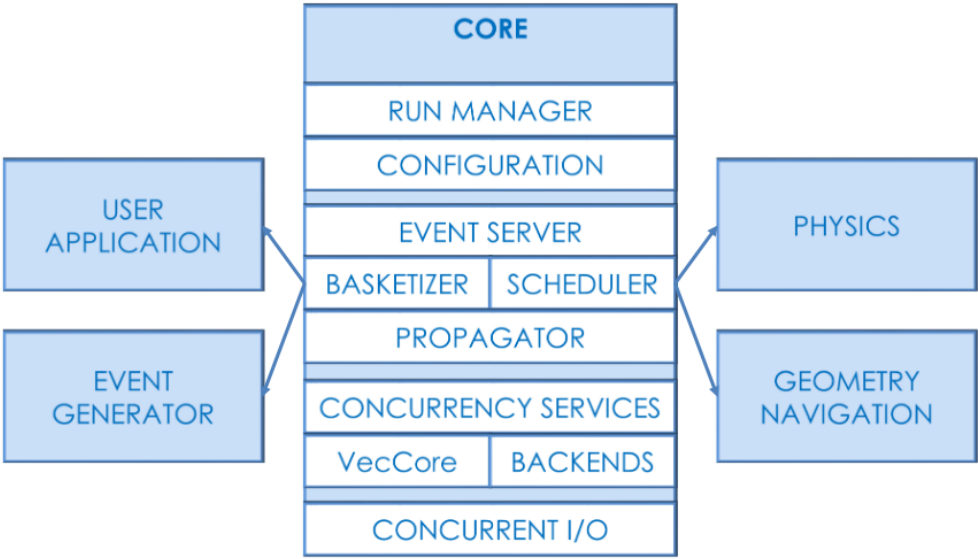 CORE
RUN MANAGER
CONFIGURATION
USER
APPLICATION
EVENT SERVER
PHYSICS
BASKETIZER
SCHEDULER
PROPAGATOR
EVENT
GENERATOR
GEOMETRY
NAVIGATION
CONCURRENCY SERVICES
VecCore
BACKENDS
CONCURRENT I/O